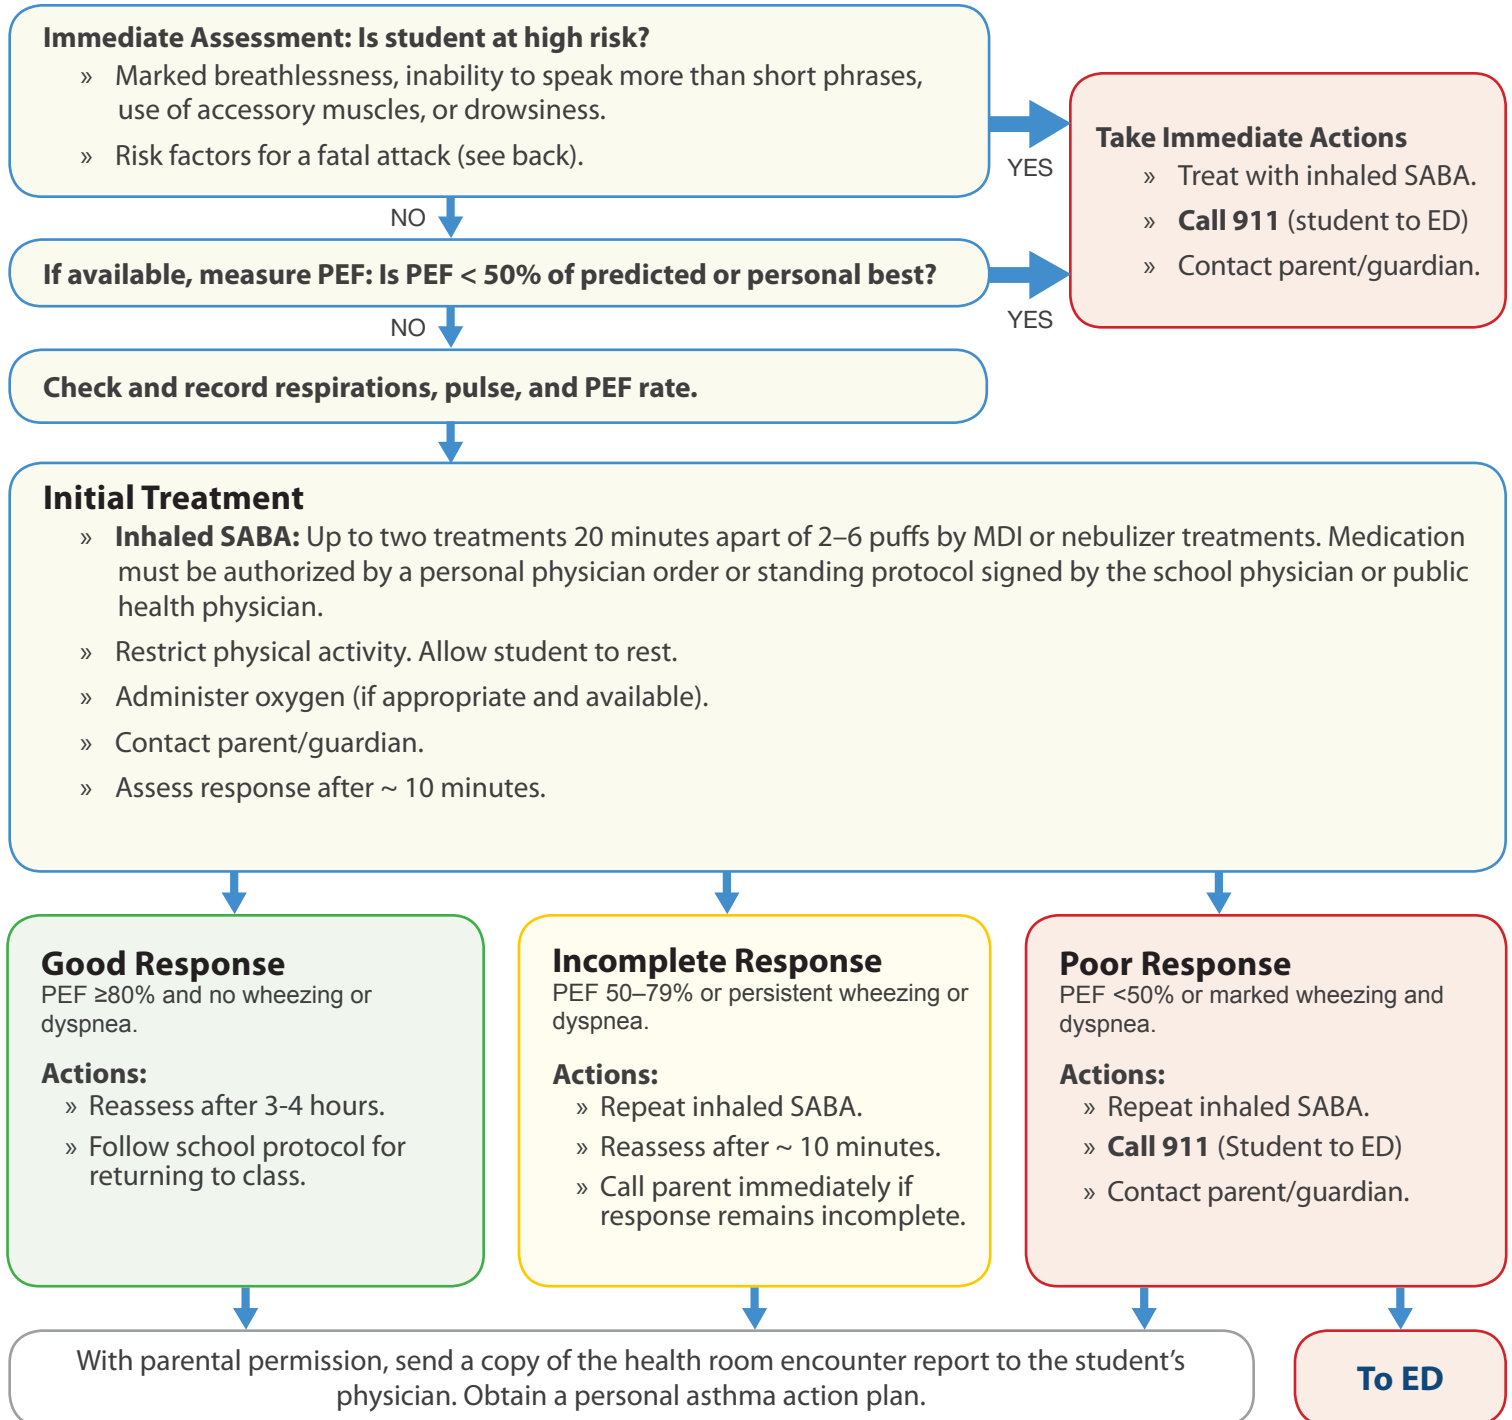 Immediate Assessment: Is student at high risk?
» Marked breathlessness, inability to speak more than short phrases,
use of accessory muscles, or drowsiness.
» Risk factors for a fatal attack (see back).
YES
Take Immediate Actions
» Treat with inhaled SABA.
» Call 911 (student to ED)
» Contact parent/guardian.
NO
If available, measure PEF: Is PEF < 50% of predicted or personal best?
YES
NO
Check and record respirations, pulse, and PEF rate.
Initial Treatment
» Inhaled SABA: Up to two treatments 20 minutes apart of 2–6 puffs by MDI or nebulizer treatments. Medication
must be authorized by a personal physician order or standing protocol signed by the school physician or public
health physician.
» Restrict physical activity. Allow student to rest.
» Administer oxygen (if appropriate and available).
» Contact parent/guardian.
» Assess response after ~ 10 minutes.
Good Response
PEF ≥80% and no wheezing or
dyspnea.
Actions:
» Reassess after 3-4 hours.
» Follow school protocol for
returning to class.
Incomplete Response
PEF 50–79% or persistent wheezing or
dyspnea.
Actions:
» Repeat inhaled SABA.
» Reassess after ~ 10 minutes.
» Call parent immediately if
response remains incomplete.
Poor Response
PEF <50% or marked wheezing and
dyspnea.
Actions:
» Repeat inhaled SABA.
» Call 911 (Student to ED)
» Contact parent/guardian.
With parental permission, send a copy of the health room encounter report to the student's
physician. Obtain a personal asthma action plan.
To ED